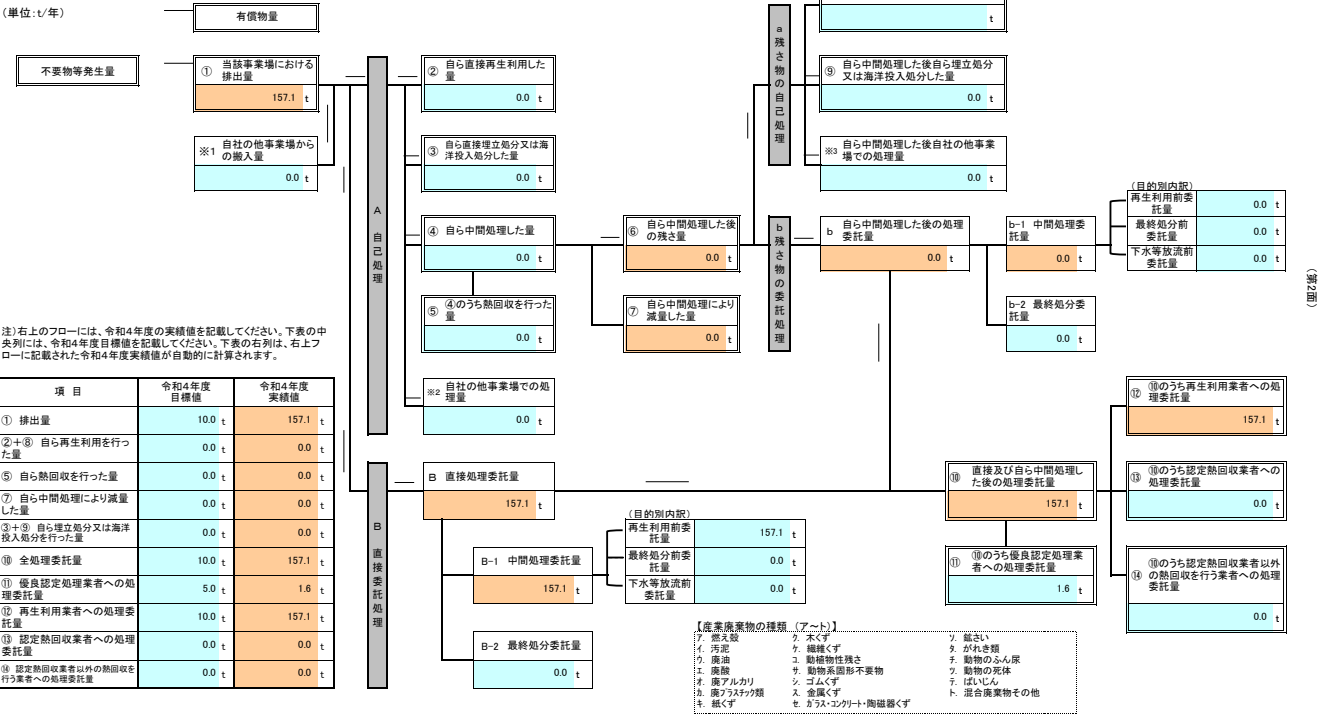 （単位:t/年）
有償物量
不要物等発生量
① 当該事業場における
排出量
157.1 t
※1 自社の他事業場から
の搬入量
0.0 t
A 自己処理
② 自ら直接再生利用した
量
0.0 t
③ 自ら直接埋立処分又は海
洋投入処分した量
0.0 t
④ 自ら中間処理した量
0.0 t
⑤ ④のうち熱回収を行った
量
0.0 t
※2 自社の他事業場での処
理量
0.0 t
⑥ 自ら中間処理した後
の残さ量
0.0 t
⑦ 自ら中間処理により
減量した量
0.0 t
a 残さ物の自己処理
t
⑨ 自ら中間処理した後自ら埋立処分
又は海洋投入処分した量
0.0 t
※3 自ら中間処理した後自社の他事業
場での処理量
0.0 t
b 残さ物の委託処理
b 自ら中間処理した後の処理
委託量
0.0 t
b-1 中間処理委
託量
0.0 t
b-2 最終処分委
託量
0.0 t
（目的別内訳）
再生利用前委
託量 0.0 t
最終処分前
委託量 0.0 t
下水等放流前
委託量 0.0 t
（第2面）
注）右上のフローには、令和4年度の実績値を記載してください。下表の中
央列には、令和4年度目標値を記載してください。下表の右列は、右上フ
ローに記載された令和4年度実績値が自動的に計算されます。
項 目 令和4年度
目標値 令和4年度
実績値
① 排出量 10.0 t 157.1 t
②＋⑧ 自ら再生利用を行っ
た量 0.0 t 0.0 t
⑤ 自ら熱回収を行った量 0.0 t 0.0 t
⑦ 自ら中間処理により減量
した量 0.0 t 0.0 t
③＋⑨ 自ら埋立処分又は海洋
投入処分を行った量 0.0 t 0.0 t
⑩ 全処理委託量 10.0 t 157.1 t
⑪ 優良認定処理業者への処
理委託量 5.0 t 1.6 t
⑫ 再生利用業者への処理委
託量 10.0 t 157.1 t
⑬ 認定熱回収業者への処理
委託量 0.0 t 0.0 t
⑭ 認定熱回収業者以外の熱回収を
行う業者への処理委託量 0.0 t 0.0 t
B 直接委託処理
B 直接処理委託量
157.1 t
B-1 中間処理委託量
157.1 t
B-2 最終処分委託量
0.0 t
（目的別内訳）
再生利用前委
託量 157.1 t
最終処分前委
託量 0.0 t
下水等放流前
委託量 0.0 t
⑩ 直接及び自ら中間処理し
た後の処理委託量
157.1 t
⑪ ⑩のうち優良認定処理業
者への処理委託量
1.6 t
⑫ ⑩のうち再生利用業者への処
理委託量
157.1 t
⑬ ⑩のうち認定熱回収業者への
処理委託量
0.0 t
⑭ ⑩のうち認定熱回収業者以外
の熱回収を行う業者への処理
委託量
0.0 t
【産業廃棄物の種類 （ア～ト）】
ア. 燃え殻 ク. 木くず ソ. 鉱さい
イ. 汚泥 ケ. 繊維くず タ. がれき類
ウ. 廃油 コ. 動植物性残さ チ. 動物のふん尿
エ. 廃酸 サ. 動物系固形不要物 ツ. 動物の死体
オ. 廃アルカリ シ. ゴムくず テ. ばいじん
カ. 廃プラスチック類 ス. 金属くず ト. 混合廃棄物その他
キ. 紙くず セ. ガラス・コンクリート・陶磁器くず